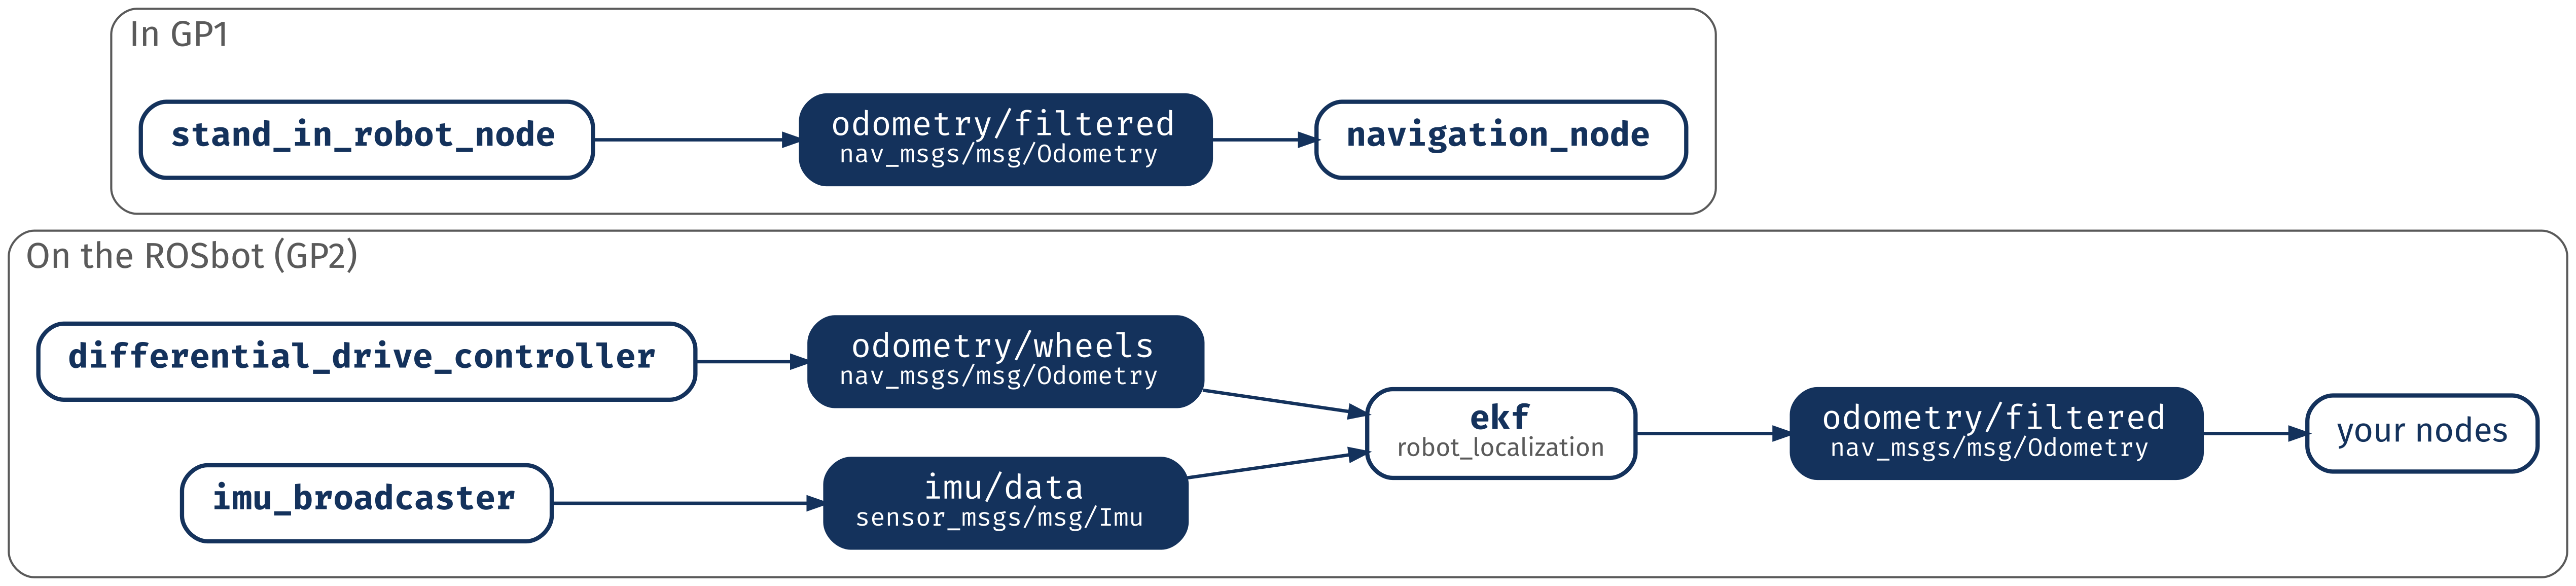 In GP1
stand_in_robot_node
odometry/filtered
nav_msgs/msg/Odometry
navigation_node
On the ROSbot (GP2)
differential_drive_controller
odometry/wheels
nav_msgs/msg/Odometry
imu_broadcaster
imu/data
sensor_msgs/msg/Imu
ekf
robot_localization
odometry/filtered
nav_msgs/msg/Odometry
your nodes